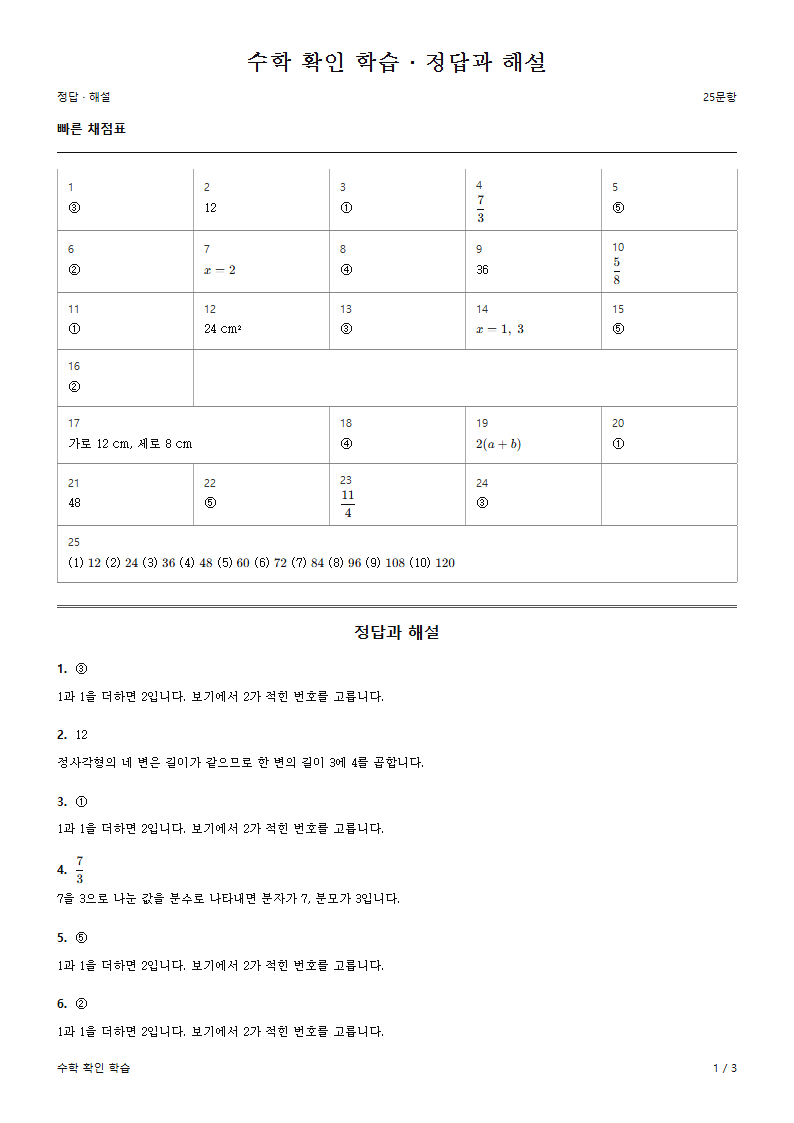 수학 확인 학습 · 정답과 해설
정답 · 해설 25문항
빠른 채점표
1 2 3 4 5
③ 12 ① 7/3 ⑤
6 7 8 9 10
② x = 2 ④ 36 5/8
11 12 13 14 15
① 24 cm² ③ x = 1, 3 ⑤
16
②
17 18 19 20
가로 12 cm, 세로 8 cm ④ 2(a + b) ①
21 22 23 24
48 ⑤ 11/4 ③
25
(1) 12 (2) 24 (3) 36 (4) 48 (5) 60 (6) 72 (7) 84 (8) 96 (9) 108 (10) 120
정답과 해설
1. ③
1과 1을 더하면 2입니다. 보기에서 2가 적힌 번호를 고릅니다.
2. 12
정사각형의 네 변은 길이가 같으므로 한 변의 길이 3에 4를 곱합니다.
3. ①
1과 1을 더하면 2입니다. 보기에서 2가 적힌 번호를 고릅니다.
4. 7/3
7을 3으로 나눈 값을 분수로 나타내면 분자가 7, 분모가 3입니다.
5. ⑤
1과 1을 더하면 2입니다. 보기에서 2가 적힌 번호를 고릅니다.
6. ②
1과 1을 더하면 2입니다. 보기에서 2가 적힌 번호를 고릅니다.
수학 확인 학습 1 / 3